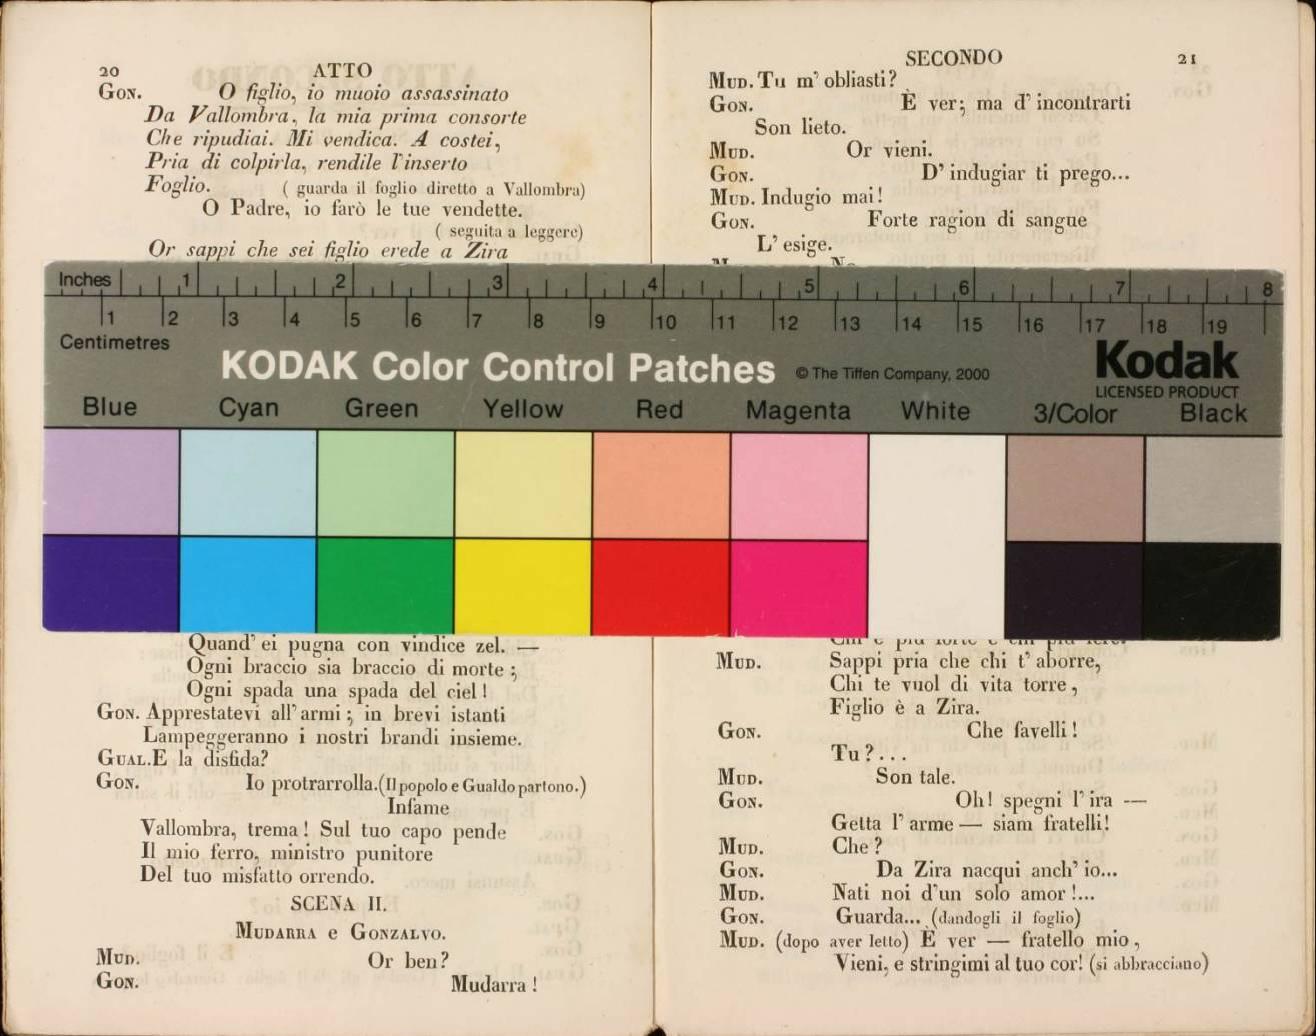 20 ATTO
GON. O figlio, io muoio assassinato
Da Vallombra, la mia prima consorte
Che ripudiai. Mi vendica. A costei,
Pria di colpirla, rendile l'inserto
Foglio. ( guarda il foglio diretto a Vallombra)
O Padre, io farò le tue vendette.
( seguita a leggere)
Or sappi che sei figlio erede a Zira
Quand' ei pugna con vindice zel. —
Ogni braccio sia braccio di morte ;
Ogni spada una spada del ciel !
GON. Apprestatevi all' armi ; in brevi istanti
Lampeggeranno i nostri brandi insieme.
GUAL. E la disfida?
GON. Io protrarrolla. (Il popolo e Gualdo partono.)
Infame
Vallombra, trema! Sul tuo capo pende
Il mio ferro, ministro punitore
Del tuo misfatto orrendo.
SCENA II.
MUDARRA e GONZALVO.
MUD. Or ben?
GON. Mudarra !
SECONDO 21
MUD. Tu m' obliasti?
GON. È ver; ma d' incontrarti
Son lieto.
MUD. Or vieni.
GON. D' indugiar ti prego...
MUD. Indugio mai!
GON. Forte ragion di sangue
L' esige.
MUD. Sappi pria che chi t' aborre,
Chi te vuol di vita torre,
Figlio è a Zira.
GON. Che favelli !
Tu ?...
MUD. Son tale.
GON. Oh! spegni l' ira —
Getta l' arme — siam fratelli!
MUD. Che ?
GON. Da Zira nacqui anch' io...
MUD. Nati noi d'un solo amor !...
GON. Guarda... (dandogli il foglio)
MUD. (dopo aver letto) È ver — fratello mio,
Vieni, e stringimi al tuo cor! (si abbracciano)
Inches 1 2 3 4 5 6 7 8
1 2 3 4 5 6 7 8 9 10 11 12 13 14 15 16 17 18 19
Centimetres
KODAK Color Control Patches © The Tiffen Company, 2000 Kodak
LICENSED PRODUCT
Blue Cyan Green Yellow Red Magenta White 3/Color Black